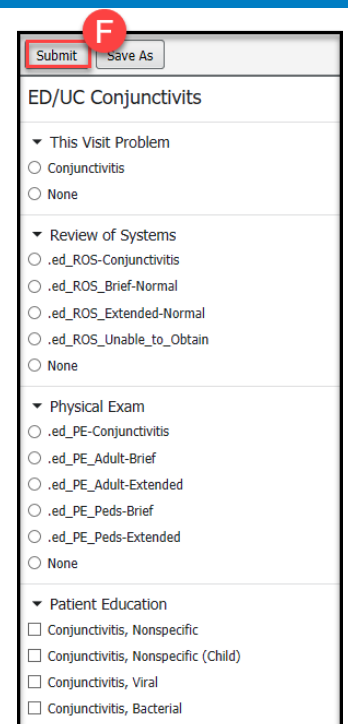 F
Submit Save As
ED/UC Conjunctivits
This Visit Problem
Conjunctivitis
None
Review of Systems
.ed_ROS-Conjunctivitis
.ed_ROS_Brief-Normal
.ed_ROS_Extended-Normal
.ed_ROS_Unable_to_Obtain
None
Physical Exam
.ed_PE-Conjunctivitis
.ed_PE_Adult-Brief
.ed_PE_Adult-Extended
.ed_PE_Peds-Brief
.ed_PE_Peds-Extended
None
Patient Education
Conjunctivitis, Nonspecific
Conjunctivitis, Nonspecific (Child)
Conjunctivitis, Viral
Conjunctivitis, Bacterial